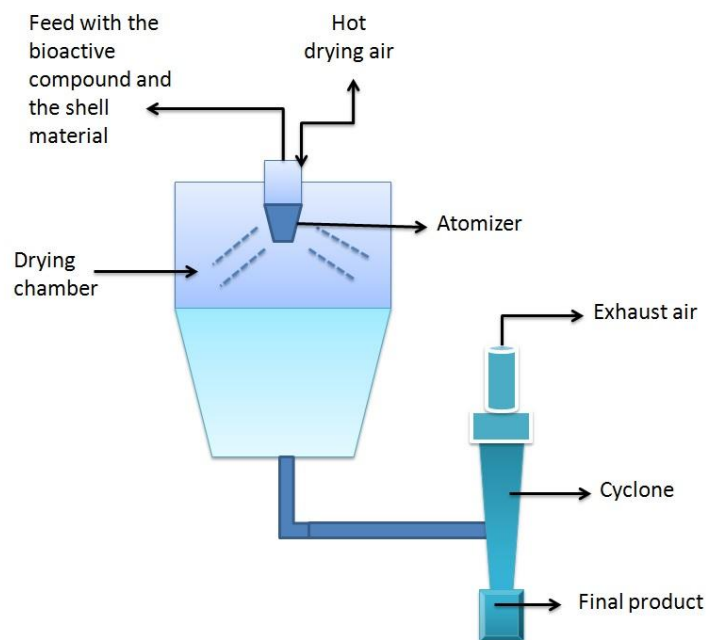 Feed with the
bioactive
compound and
the shell
material
Hot
drying air
Atomizer
Drying
chamber
Exhaust air
Cyclone
Final product